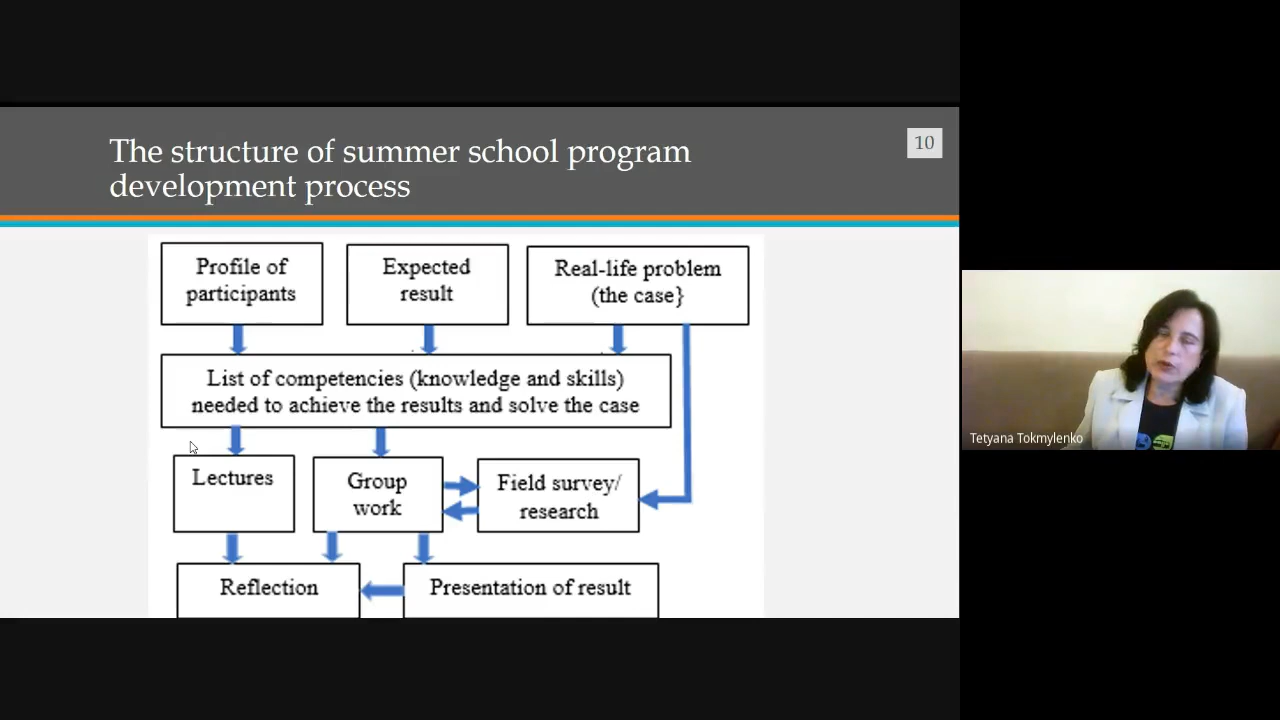 The structure of summer school program
development process
10
Profile of
participants
Expected
result
Real-life problem
(the case}
List of competencies (knowledge and skills)
needed to achieve the results and solve the case
Lectures
Group
work
Field survey/
research
Reflection
Presentation of result
Tetyana Tokmylenko